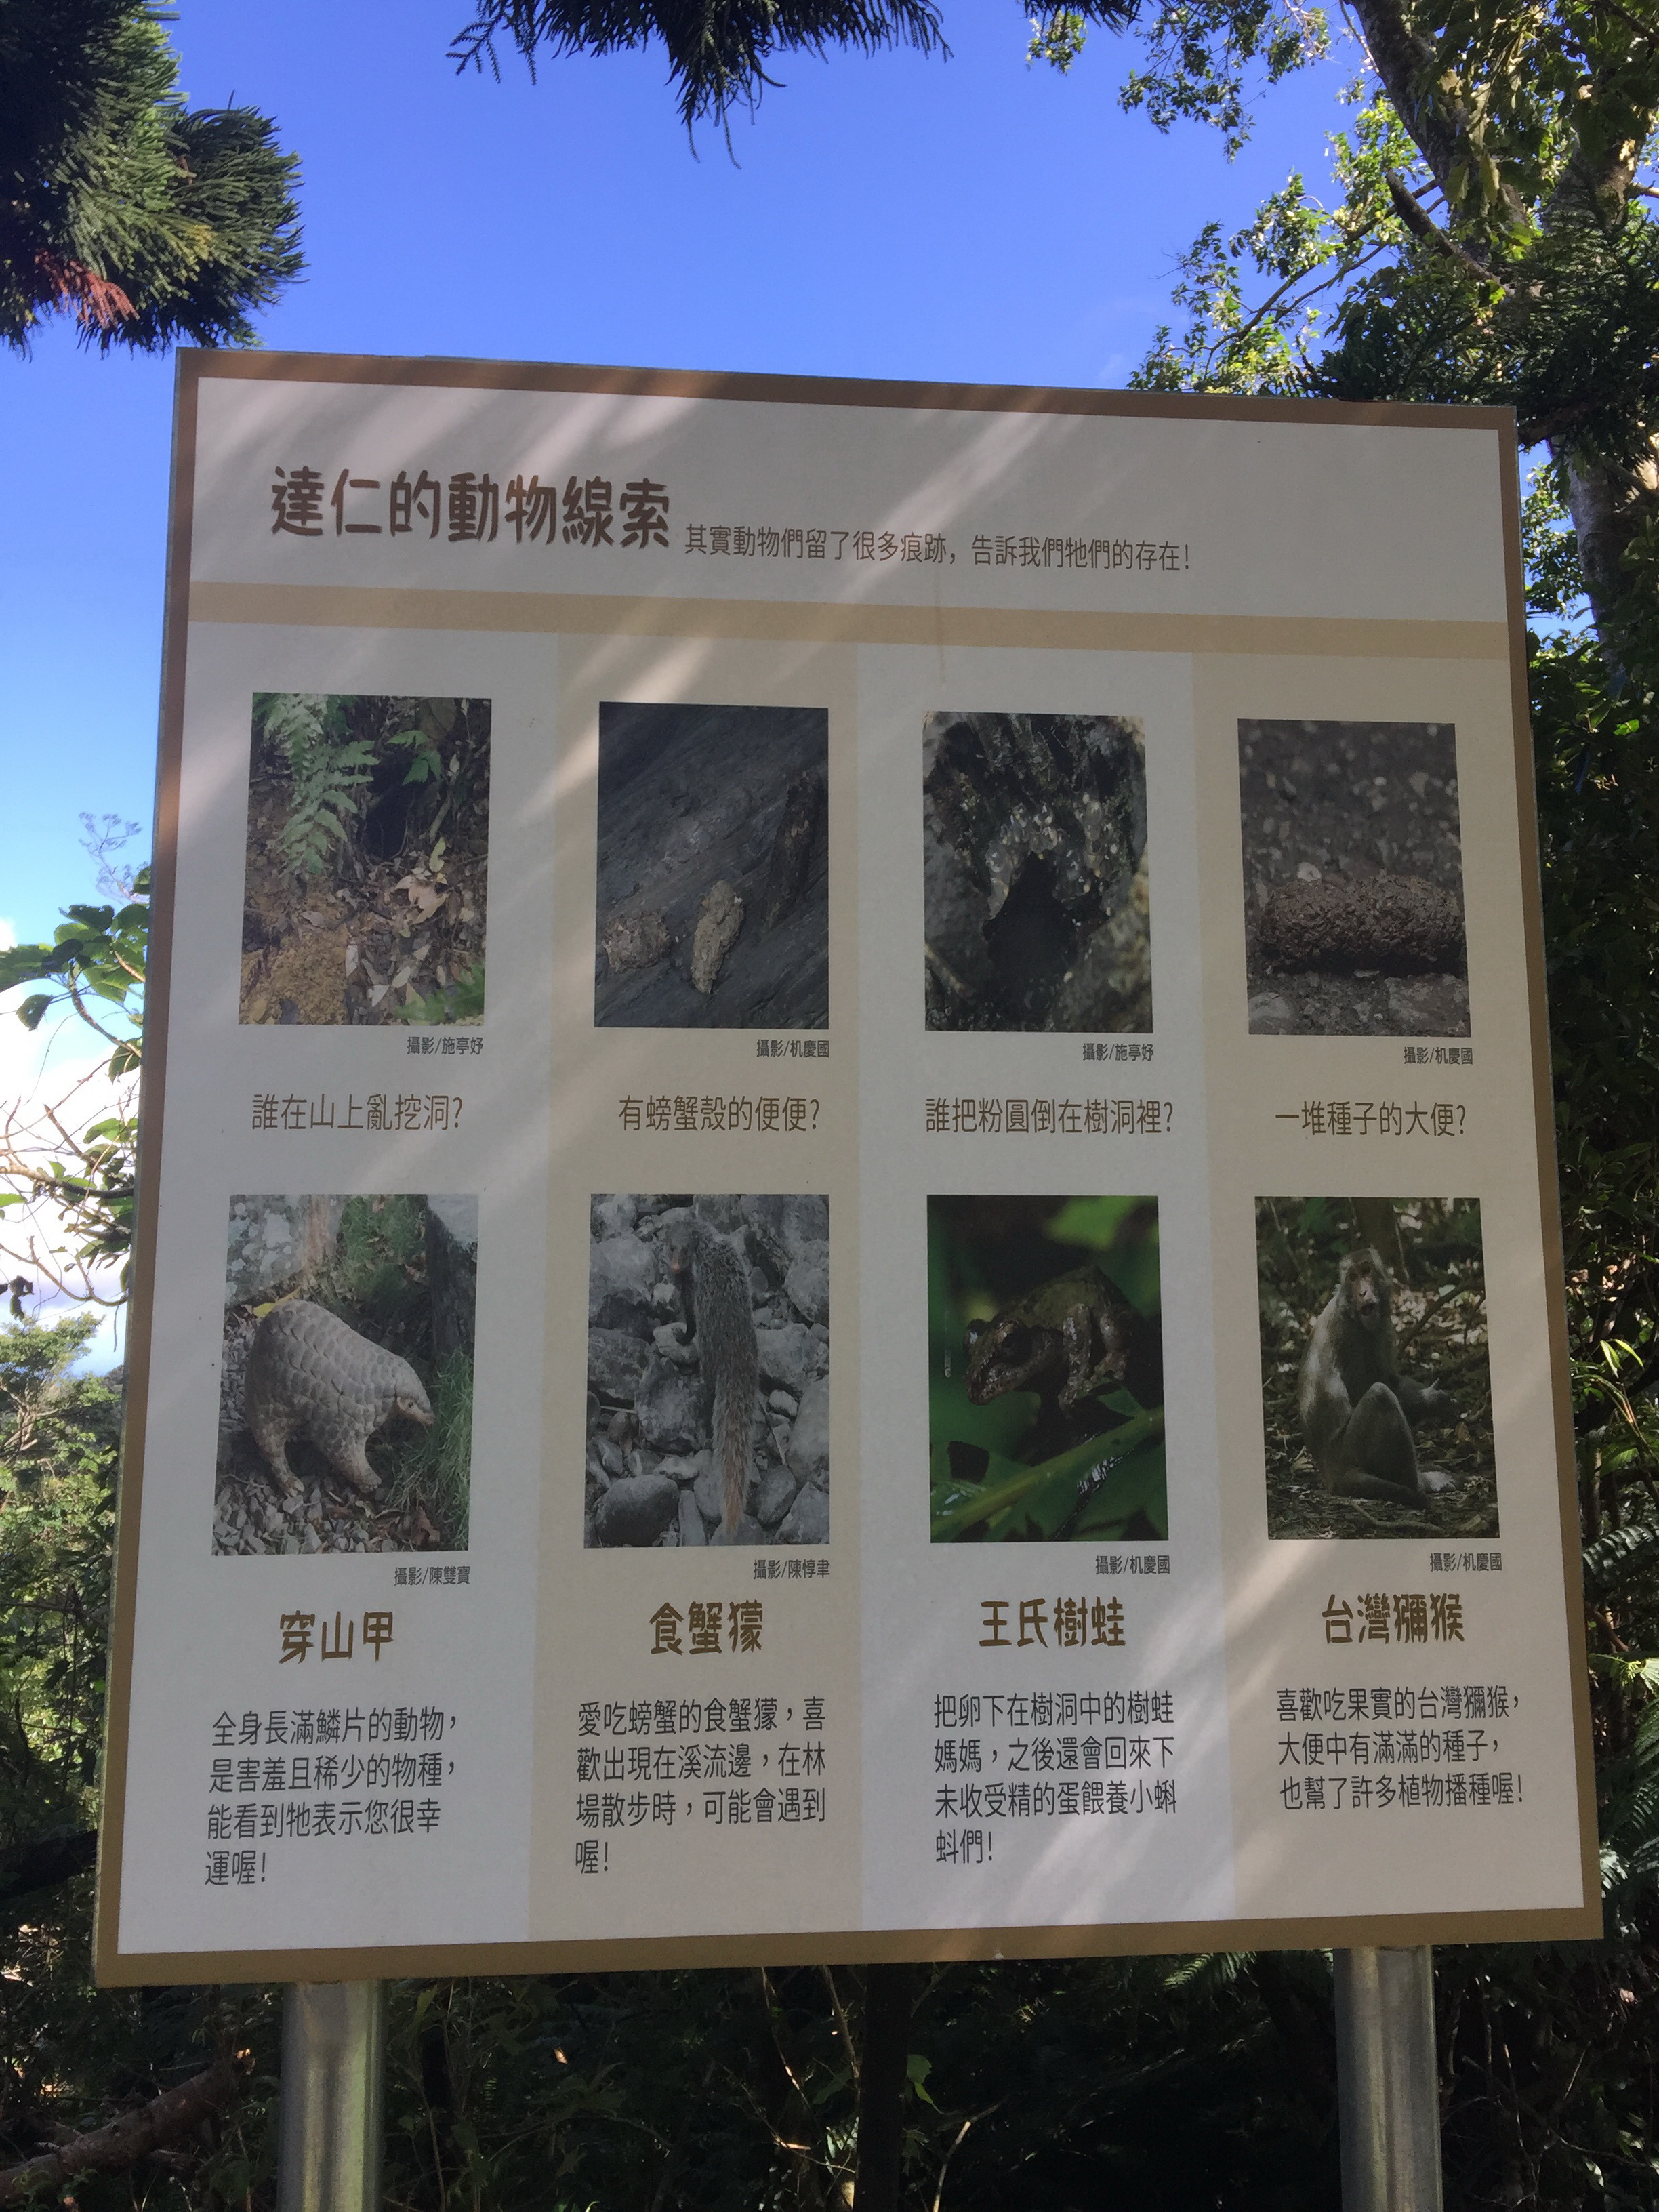 達仁的動物線索 其實動物們留了很多痕跡，告訴我們牠們的存在！
攝影/施亭妤
誰在山上亂挖洞？
攝影/机慶國
有螃蟹殼的便便？
攝影/施亭妤
誰把粉圓倒在樹洞裡？
攝影/机慶國
一堆種子的大便？
攝影/陳雙寶
穿山甲
全身長滿鱗片的動物，
是害羞且稀少的物種，
能看到牠表示您很幸
運喔！
攝影/陳惇聿
食蟹獴
愛吃螃蟹的食蟹獴，喜
歡出現在溪流邊，在林
場散步時，可能會遇到
喔！
攝影/机慶國
王氏樹蛙
把卵下在樹洞中的樹蛙
媽媽，之後還會回來下
未收受精的蛋餵養小蝌
蚪們！
攝影/机慶國
台灣獼猴
喜歡吃果實的台灣獼猴，
大便中有滿滿的種子，
也幫了許多植物播種喔！